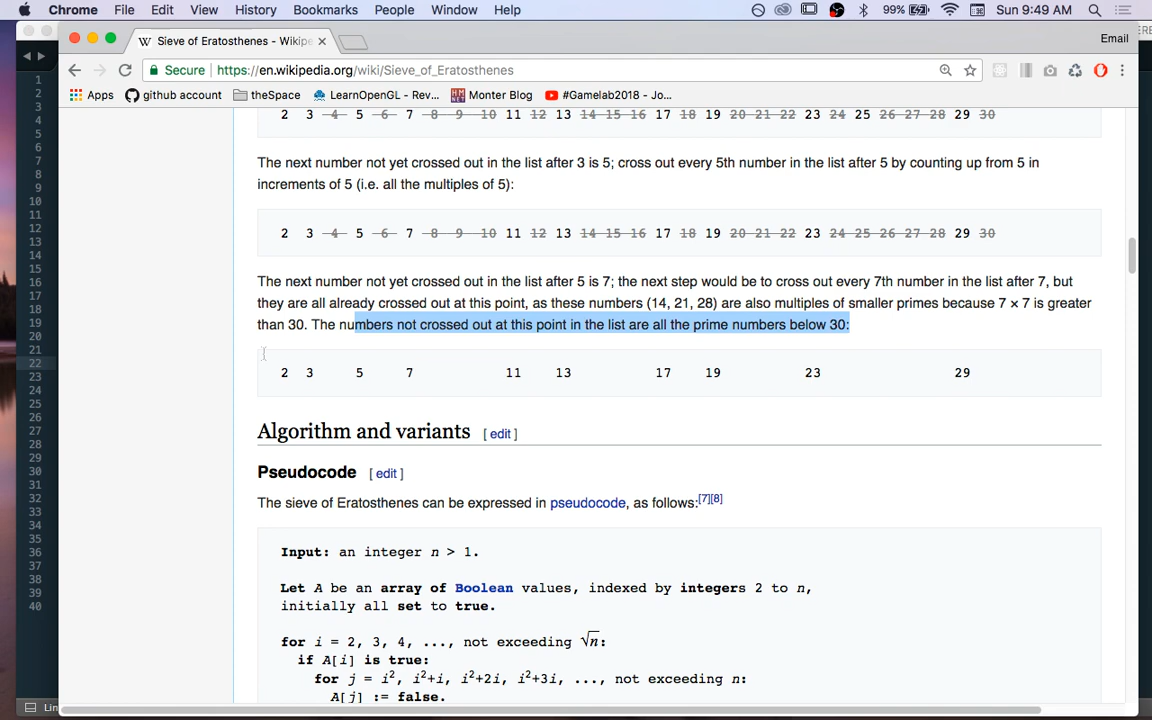 Chrome File Edit View History Bookmarks People Window Help 99% Sun 9:49 AM
W Sieve of Eratosthenes - Wikipe
Email
Secure https://en.wikipedia.org/wiki/Sieve_of_Eratosthenes
Apps github account theSpace LearnOpenGL - Rev... HMNET Monter Blog #Gamelab2018 - Jo...
2 3 4 5 6 7 8 9 10 11 12 13 14 15 16 17 18 19 20 21 22 23 24 25 26 27 28 29 30
The next number not yet crossed out in the list after 3 is 5; cross out every 5th number in the list after 5 by counting up from 5 in
increments of 5 (i.e. all the multiples of 5):
2 3 4 5 6 7 8 9 10 11 12 13 14 15 16 17 18 19 20 21 22 23 24 25 26 27 28 29 30
The next number not yet crossed out in the list after 5 is 7; the next step would be to cross out every 7th number in the list after 7, but
they are all already crossed out at this point, as these numbers (14, 21, 28) are also multiples of smaller primes because 7 × 7 is greater
than 30. The numbers not crossed out at this point in the list are all the prime numbers below 30:
2 3 5 7 11 13 17 19 23 29
Algorithm and variants [ edit ]
Pseudocode [ edit ]
The sieve of Eratosthenes can be expressed in pseudocode, as follows:[7][8]
Input: an integer n > 1.
Let A be an array of Boolean values, indexed by integers 2 to n,
initially all set to true.
for i = 2, 3, 4, ..., not exceeding √n:
if A[i] is true:
for j = i², i²+i, i²+2i, i²+3i, ..., not exceeding n:
A[j] := false.
1
2
3
4
5
6
7
8
9
10
11
12
13
14
15
16
17
18
19
20
21
22
23
24
25
26
27
28
29
30
31
32
33
34
35
36
37
38
39
40
Lin